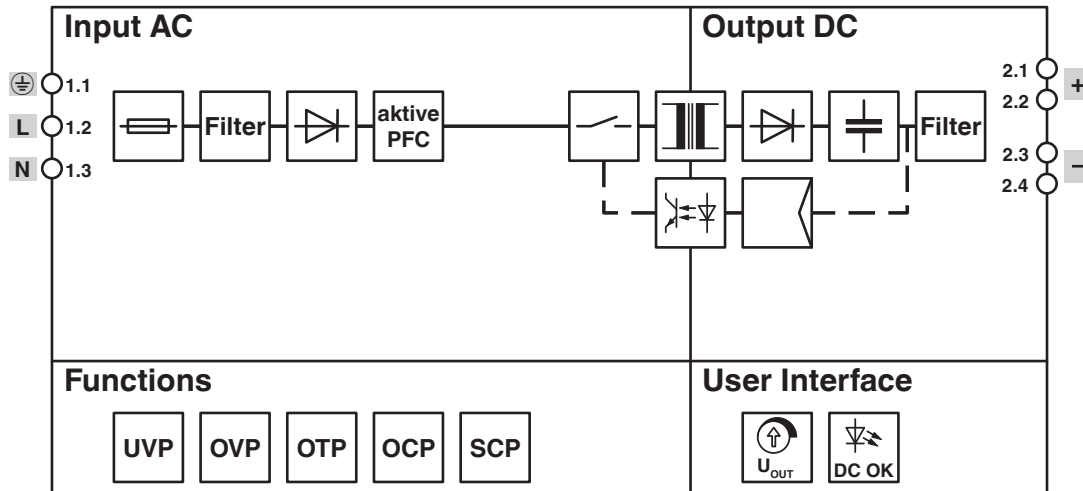 Input AC
Output DC
1.1
L 1.2
N 1.3
Filter
aktive
PFC
Filter
2.1
2.2
+
2.3
2.4
–
Functions
UVP
OVP
OTP
OCP
SCP
User Interface
UOUT
DC OK